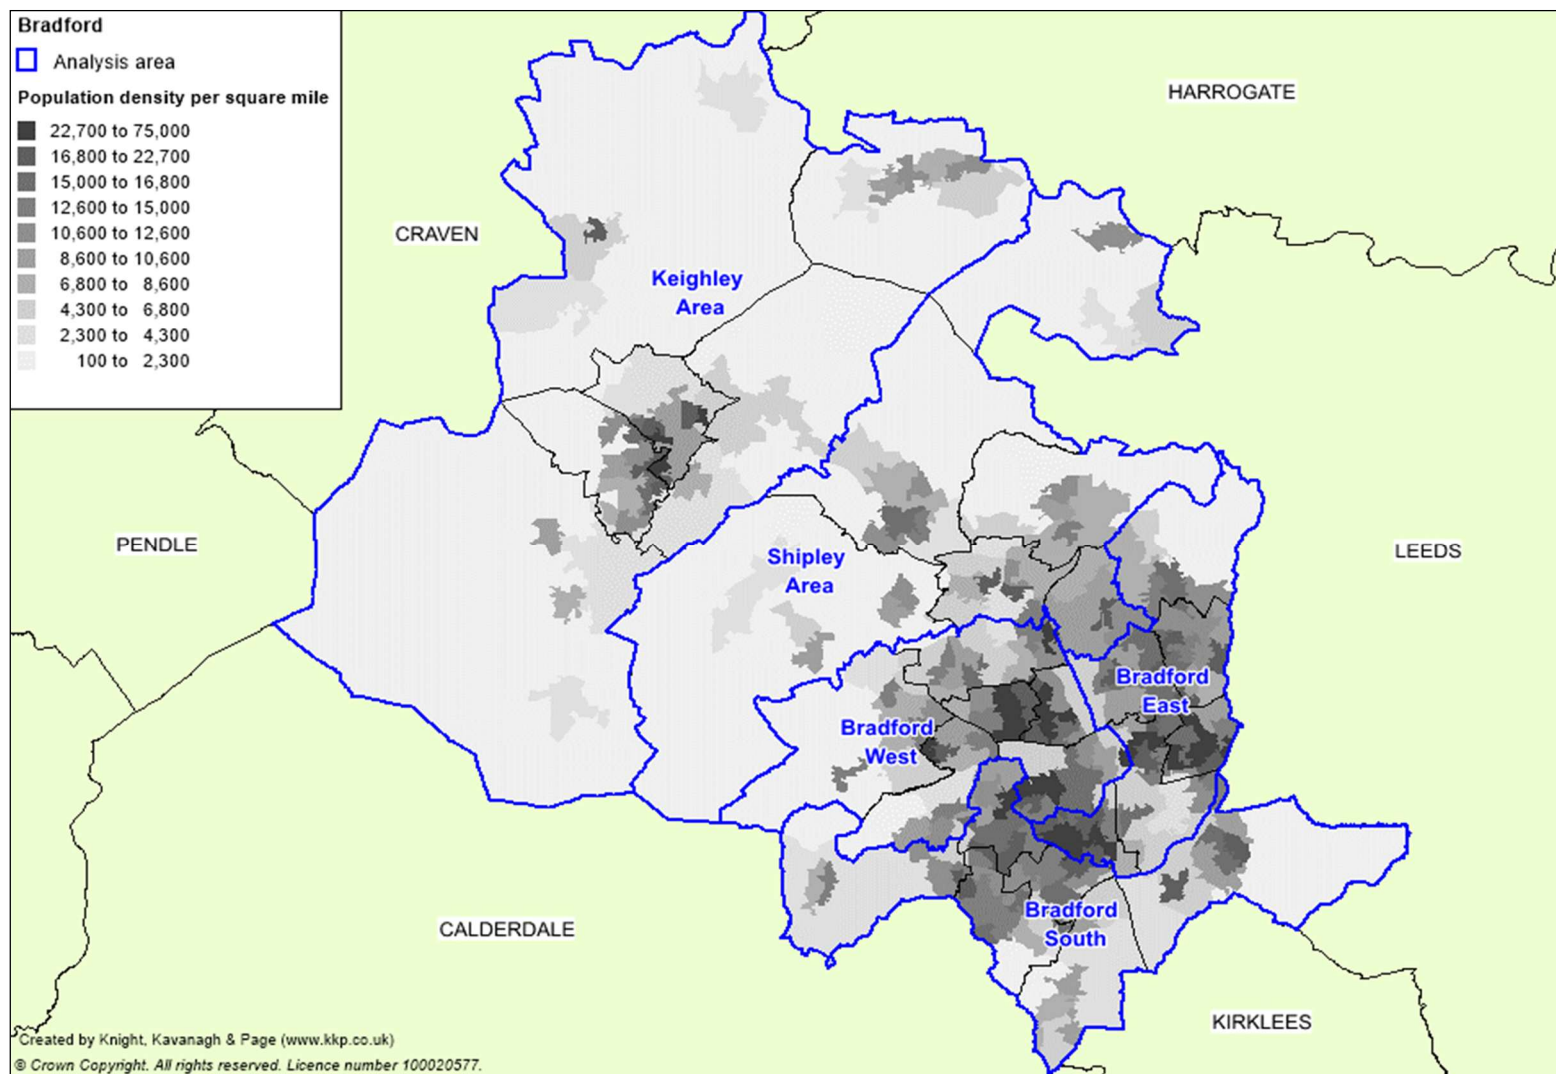 Bradford
Analysis area
Population density per square mile
22,700 to 75,000
16,800 to 22,700
15,000 to 16,800
12,600 to 15,000
10,600 to 12,600
8,600 to 10,600
6,800 to 8,600
4,300 to 6,800
2,300 to 4,300
100 to 2,300
HARROGATE
CRAVEN
Keighley
Area
PENDLE
Shipley
Area
LEEDS
Bradford
East
Bradford
West
Bradford
South
CALDERDALE
KIRKLEES
Created by Knight, Kavanagh & Page (www.kkp.co.uk)
© Crown Copyright. All rights reserved. Licence number 100020577.